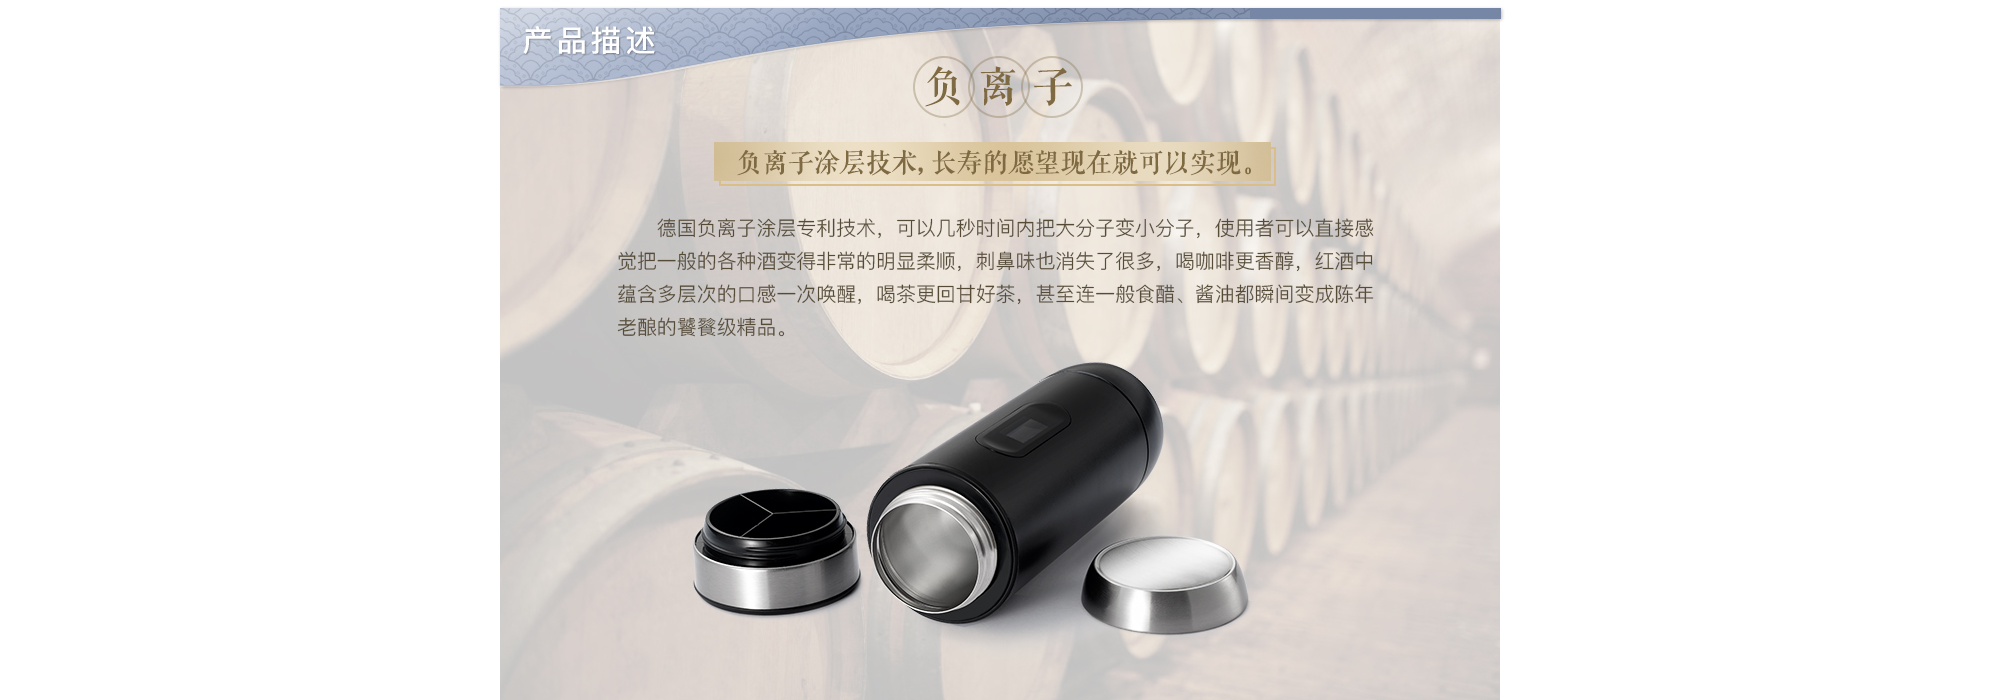 产品描述
负离子
负离子涂层技术，长寿的愿望现在就可以实现。
德国负离子涂层专利技术，可以几秒时间内把大分子变小分子，使用者可以直接感
觉把一般的各种酒变得非常的明显柔顺，刺鼻味也消失了很多，喝咖啡更香醇，红酒中
蕴含多层次的口感一次唤醒，喝茶更回甘好茶，甚至连一般食醋、酱油都瞬间变成陈年
老酿的饕餮级精品。